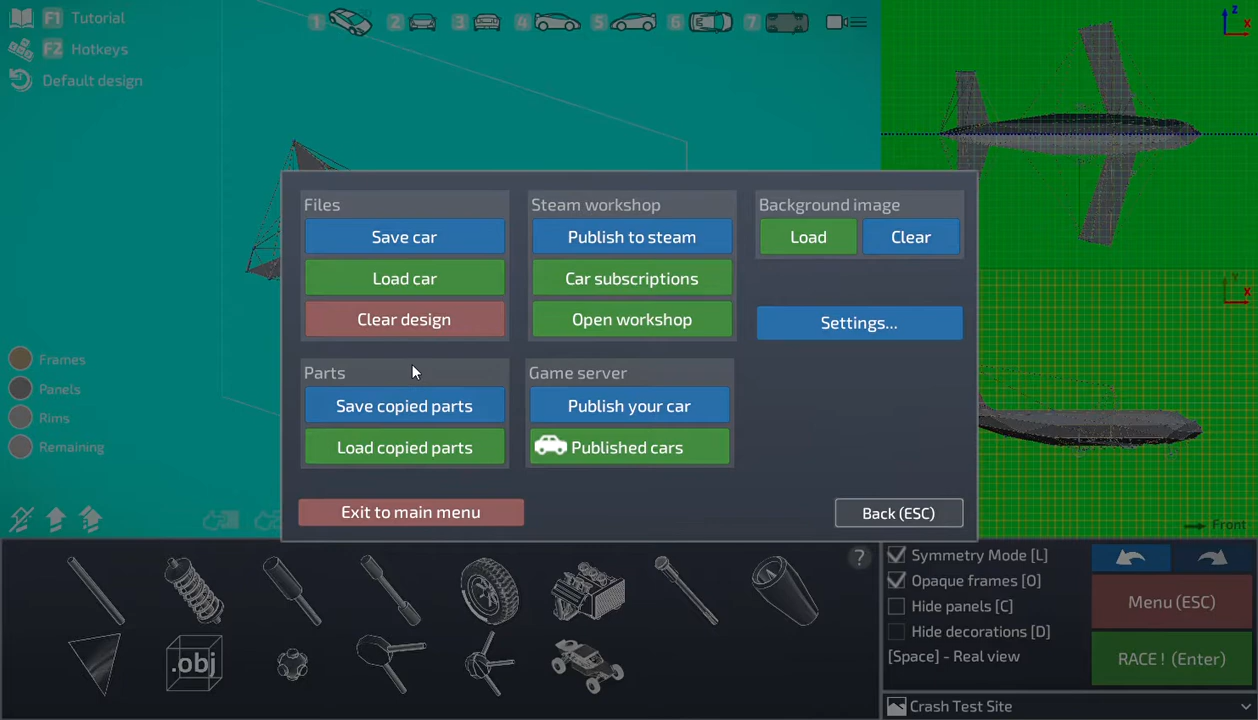 F1 Tutorial
F2 Hotkeys
Default design
1 2 3 4 5 6 7
Z
X
Files
Save car
Load car
Clear design
Steam workshop
Publish to steam
Car subscriptions
Open workshop
Background image
Load Clear
Settings...
Parts
Save copied parts
Load copied parts
Game server
Publish your car
Published cars
Exit to main menu
Back (ESC)
Frames
Panels
Rims
Remaining
Y
X
Front
.obj
?
Symmetry Mode [L]
Opaque frames [O]
Hide panels [C]
Hide decorations [D]
[Space] - Real view
Menu (ESC)
RACE! (Enter)
Crash Test Site